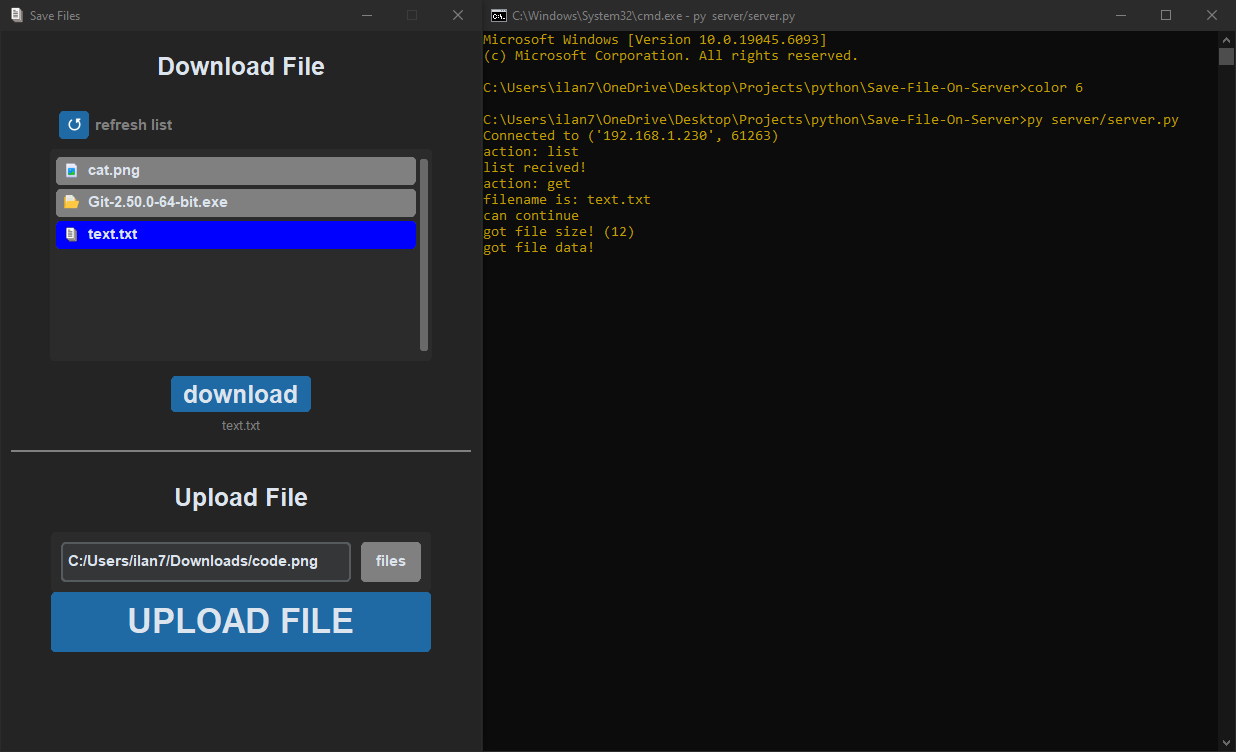 Save Files
Download File
↺ refresh list
cat.png
Git-2.50.0-64-bit.exe
text.txt
download
text.txt
Upload File
C:/Users/ilan7/Downloads/code.png
files
UPLOAD FILE
C:\Windows\System32\cmd.exe - py server/server.py
Microsoft Windows [Version 10.0.19045.6093]
(c) Microsoft Corporation. All rights reserved.
C:\Users\ilan7\OneDrive\Desktop\Projects\python\Save-File-On-Server>color 6
C:\Users\ilan7\OneDrive\Desktop\Projects\python\Save-File-On-Server>py server/server.py
Connected to ('192.168.1.230', 61263)
action: list
list recived!
action: get
filename is: text.txt
can continue
got file size! (12)
got file data!